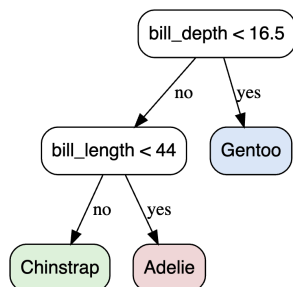 bill_depth < 16.5
no
yes
bill_length < 44
Gentoo
no
yes
Chinstrap
Adelie